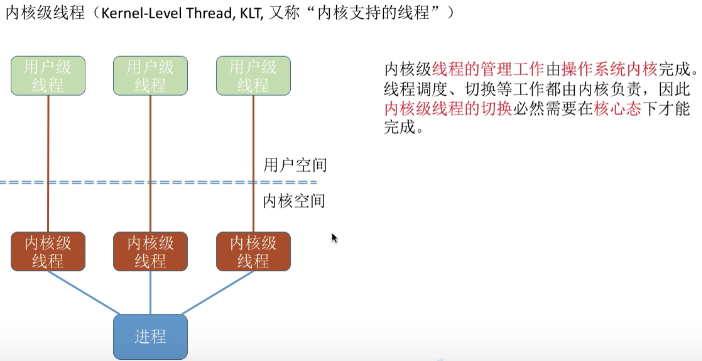 内核级线程（Kernel-Level Thread, KLT, 又称“内核支持的线程”）
用户级
线程
用户级
线程
用户级
线程
内核级线程的管理工作由操作系统内核完成。
线程调度、切换等工作都由内核负责，因此
内核级线程的切换必然需要在核心态下才能
完成。
用户空间
内核空间
内核级
线程
内核级
线程
内核级
线程
进程